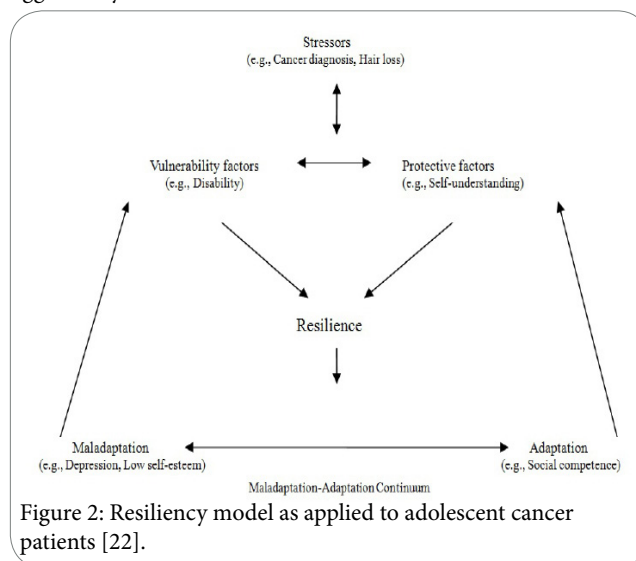 Stressors
(e.g., Cancer diagnosis, Hair loss)
Vulnerability factors
(e.g., Disability)
Protective factors
(e.g., Self-understanding)
Resilience
Maladaptation
(e.g., Depression, Low self-esteem)
Adaptation
(e.g., Social competence)
Maladaptation-Adaptation Continuum
Figure 2: Resiliency model as applied to adolescent cancer
patients [22].